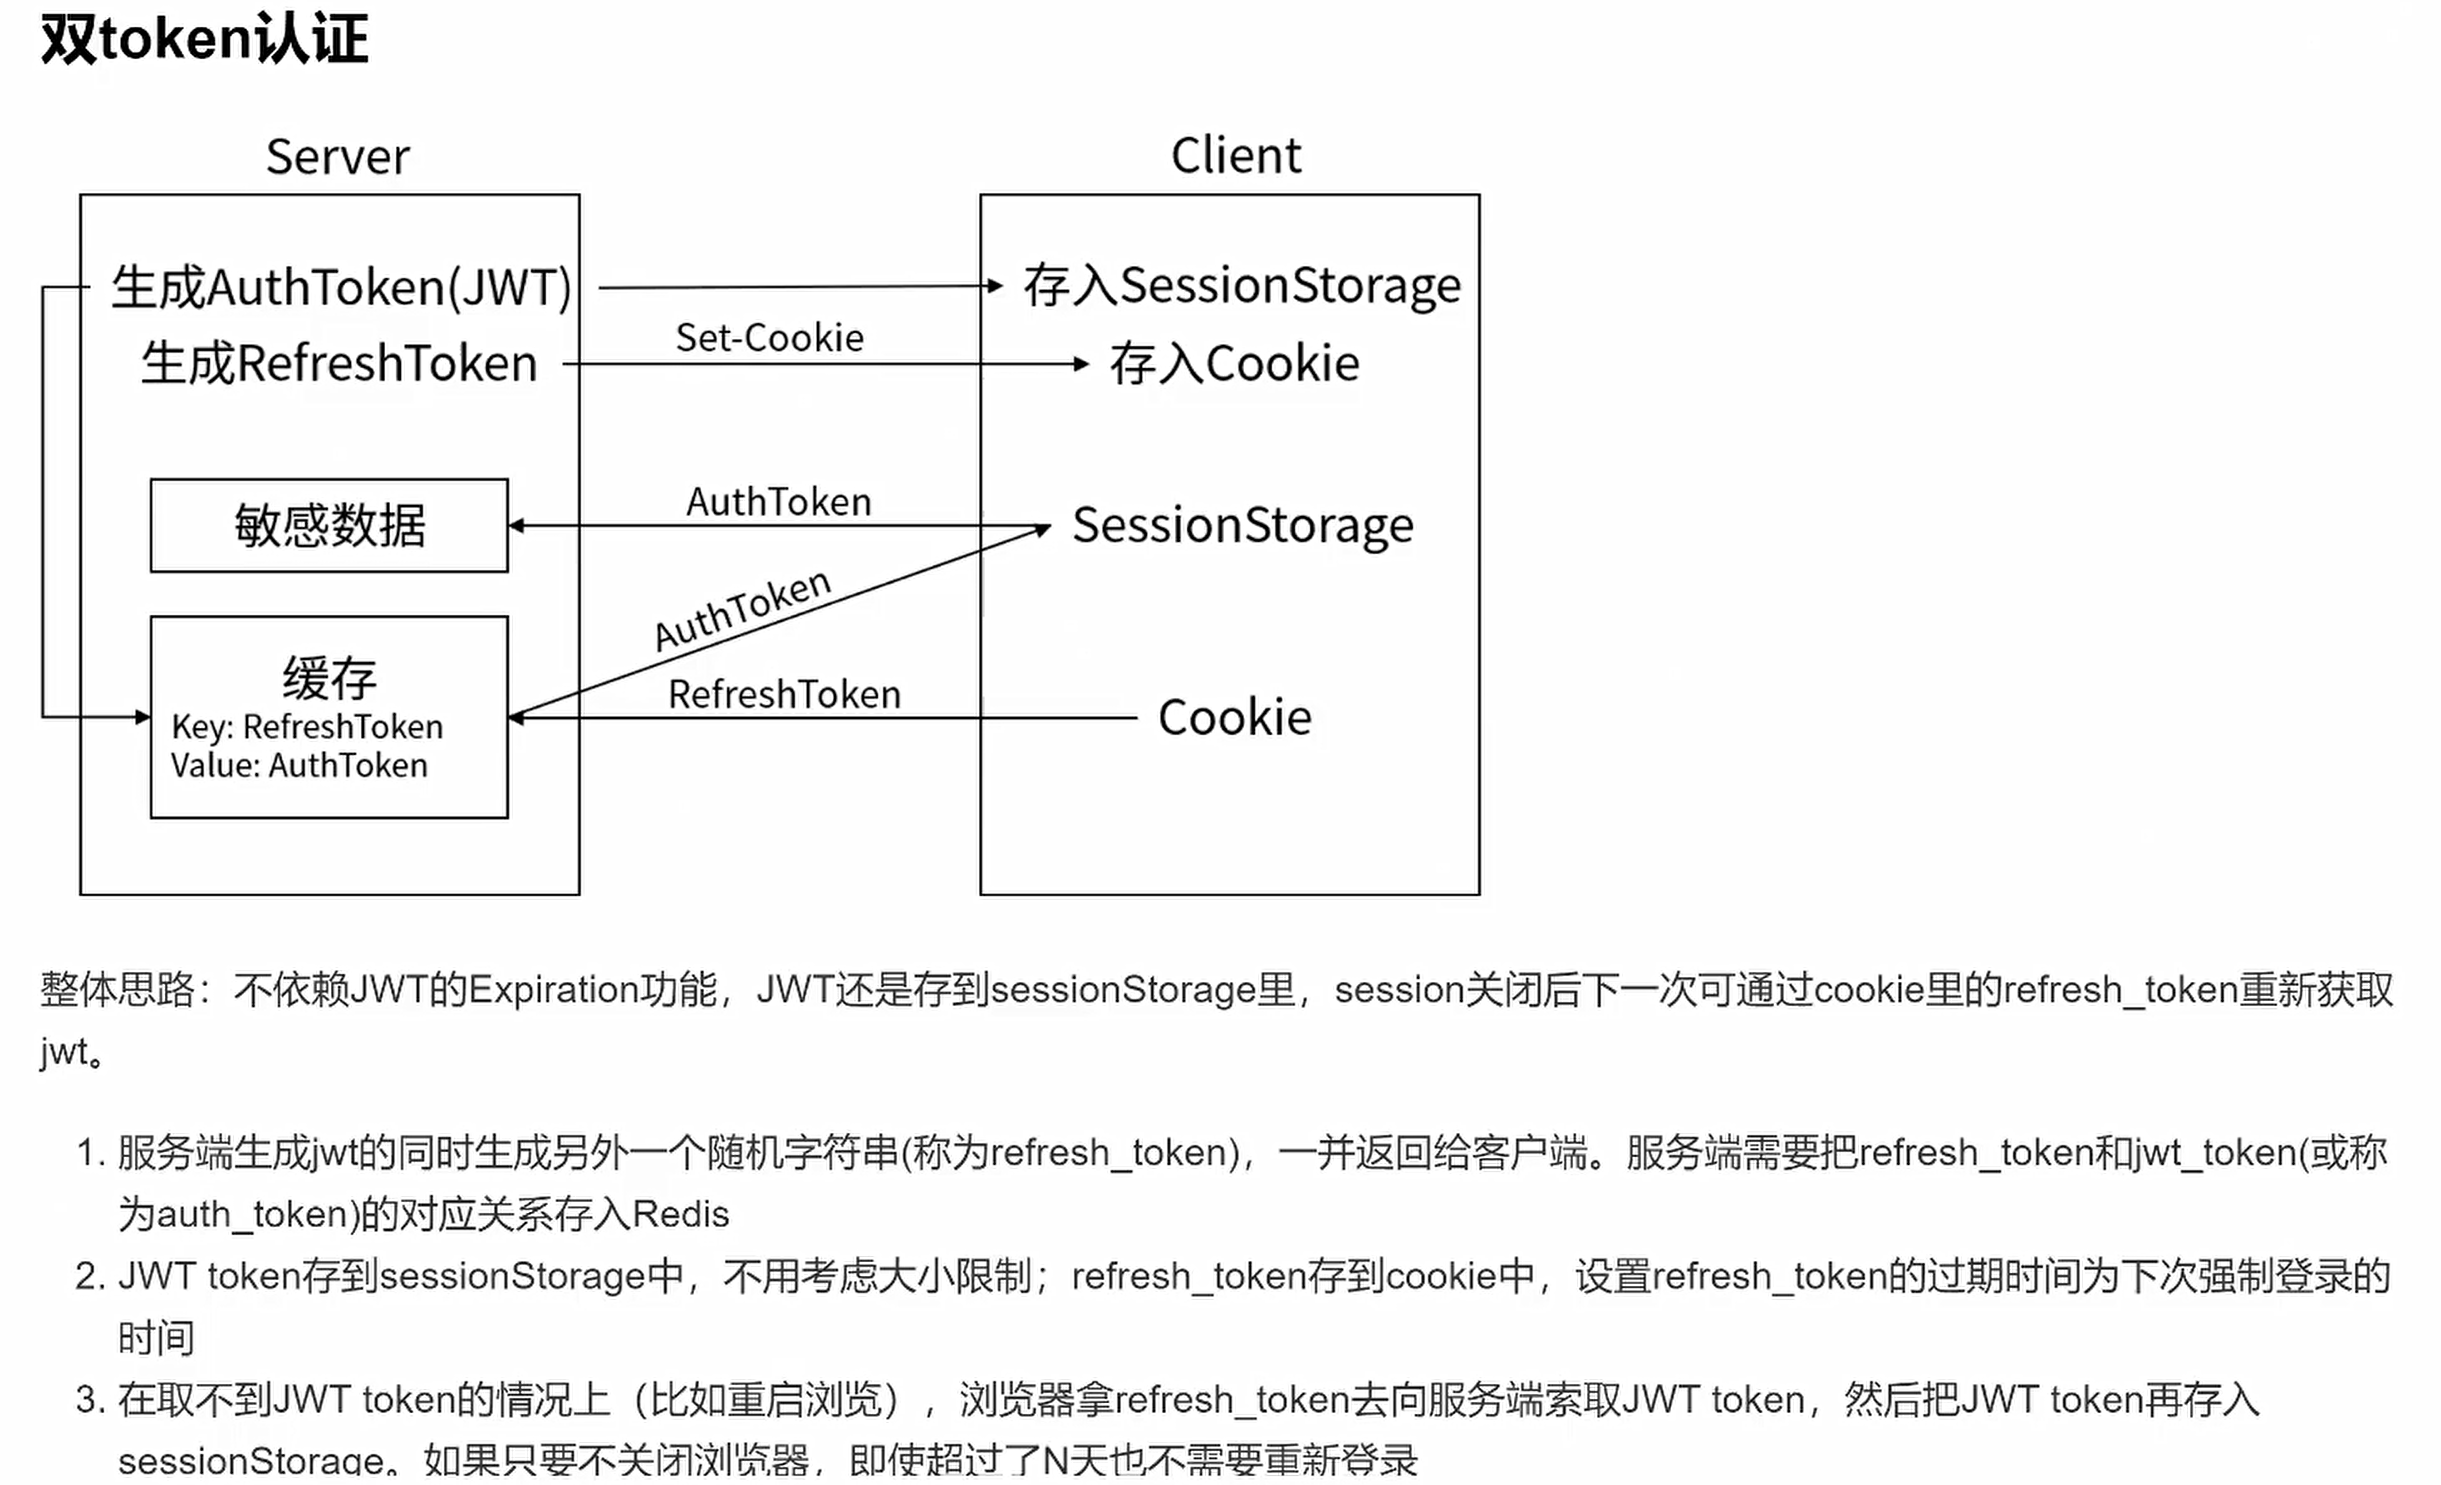 双token认证
Server
Client
生成AuthToken(JWT)
存入SessionStorage
Set-Cookie
生成RefreshToken
存入Cookie
敏感数据
AuthToken
SessionStorage
AuthToken
缓存
Key: RefreshToken
Value: AuthToken
RefreshToken
Cookie
整体思路：不依赖JWT的Expiration功能，JWT还是存到sessionStorage里，session关闭后下一次可通过cookie里的refresh_token重新获取
jwt。
1. 服务端生成jwt的同时生成另外一个随机字符串(称为refresh_token)，一并返回给客户端。服务端需要把refresh_token和jwt_token(或称
为auth_token)的对应关系存入Redis
2. JWT token存到sessionStorage中，不用考虑大小限制；refresh_token存到cookie中，设置refresh_token的过期时间为下次强制登录的
时间
3. 在取不到JWT token的情况上（比如重启浏览），浏览器拿refresh_token去向服务端索取JWT token，然后把JWT token再存入
sessionStorage。如果只要不关闭浏览器，即使超过了N天也不需要重新登录